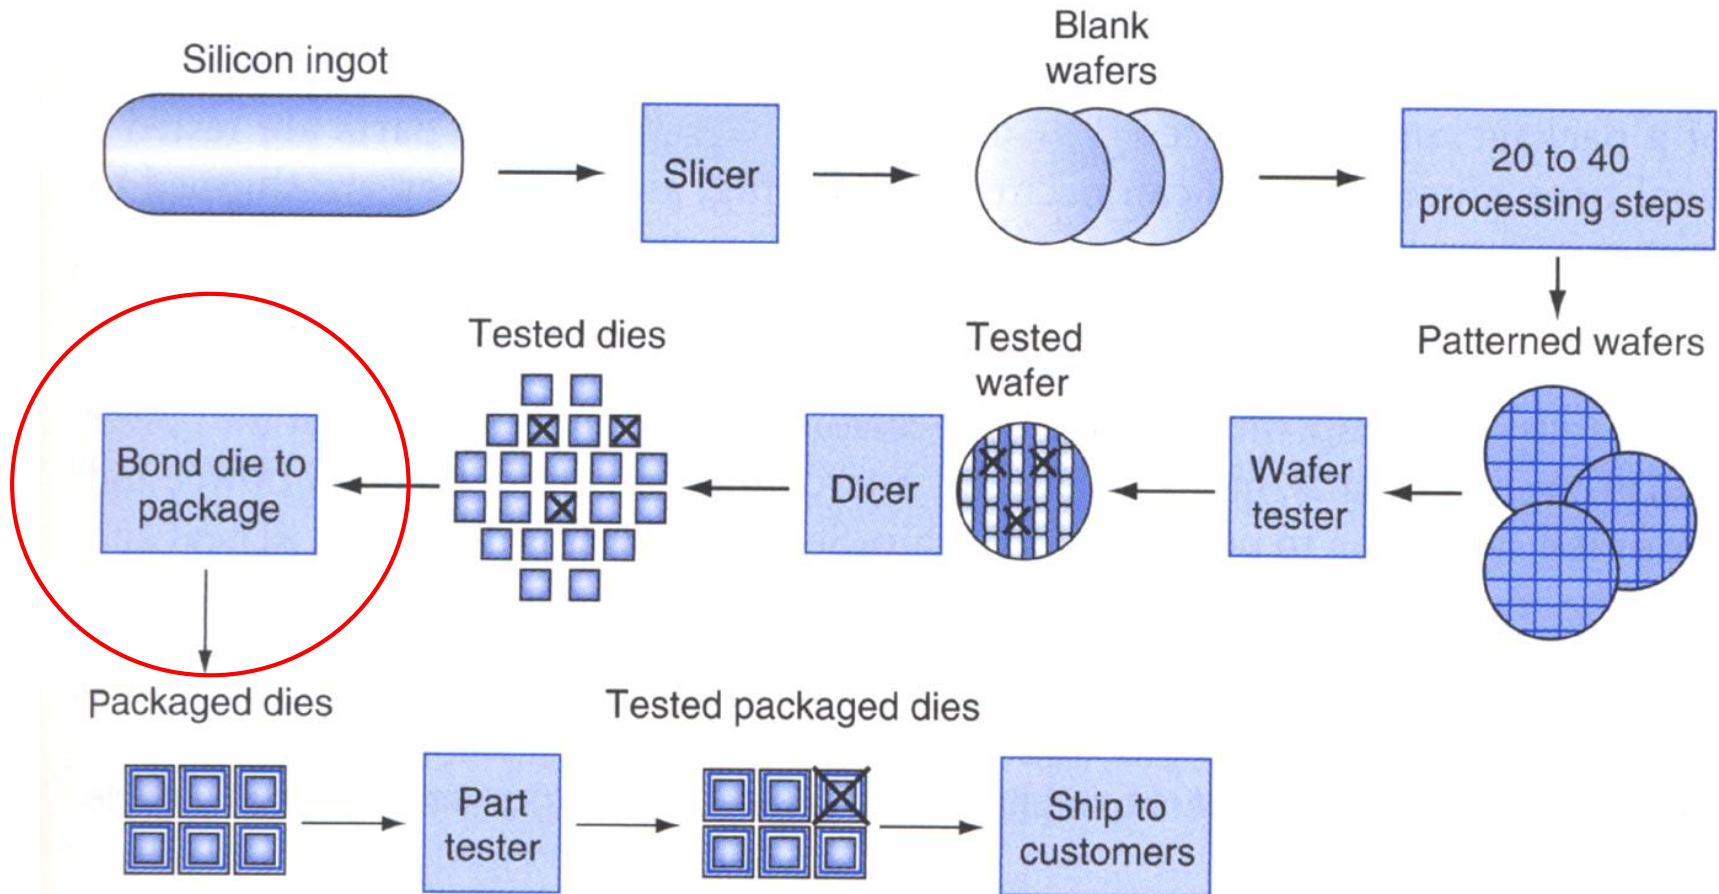 Silicon ingot
Slicer
Blank
wafers
20 to 40
processing steps
Patterned wafers
Wafer
tester
Tested
wafer
Dicer
Tested dies
Bond die to
package
Packaged dies
Part
tester
Tested packaged dies
Ship to
customers